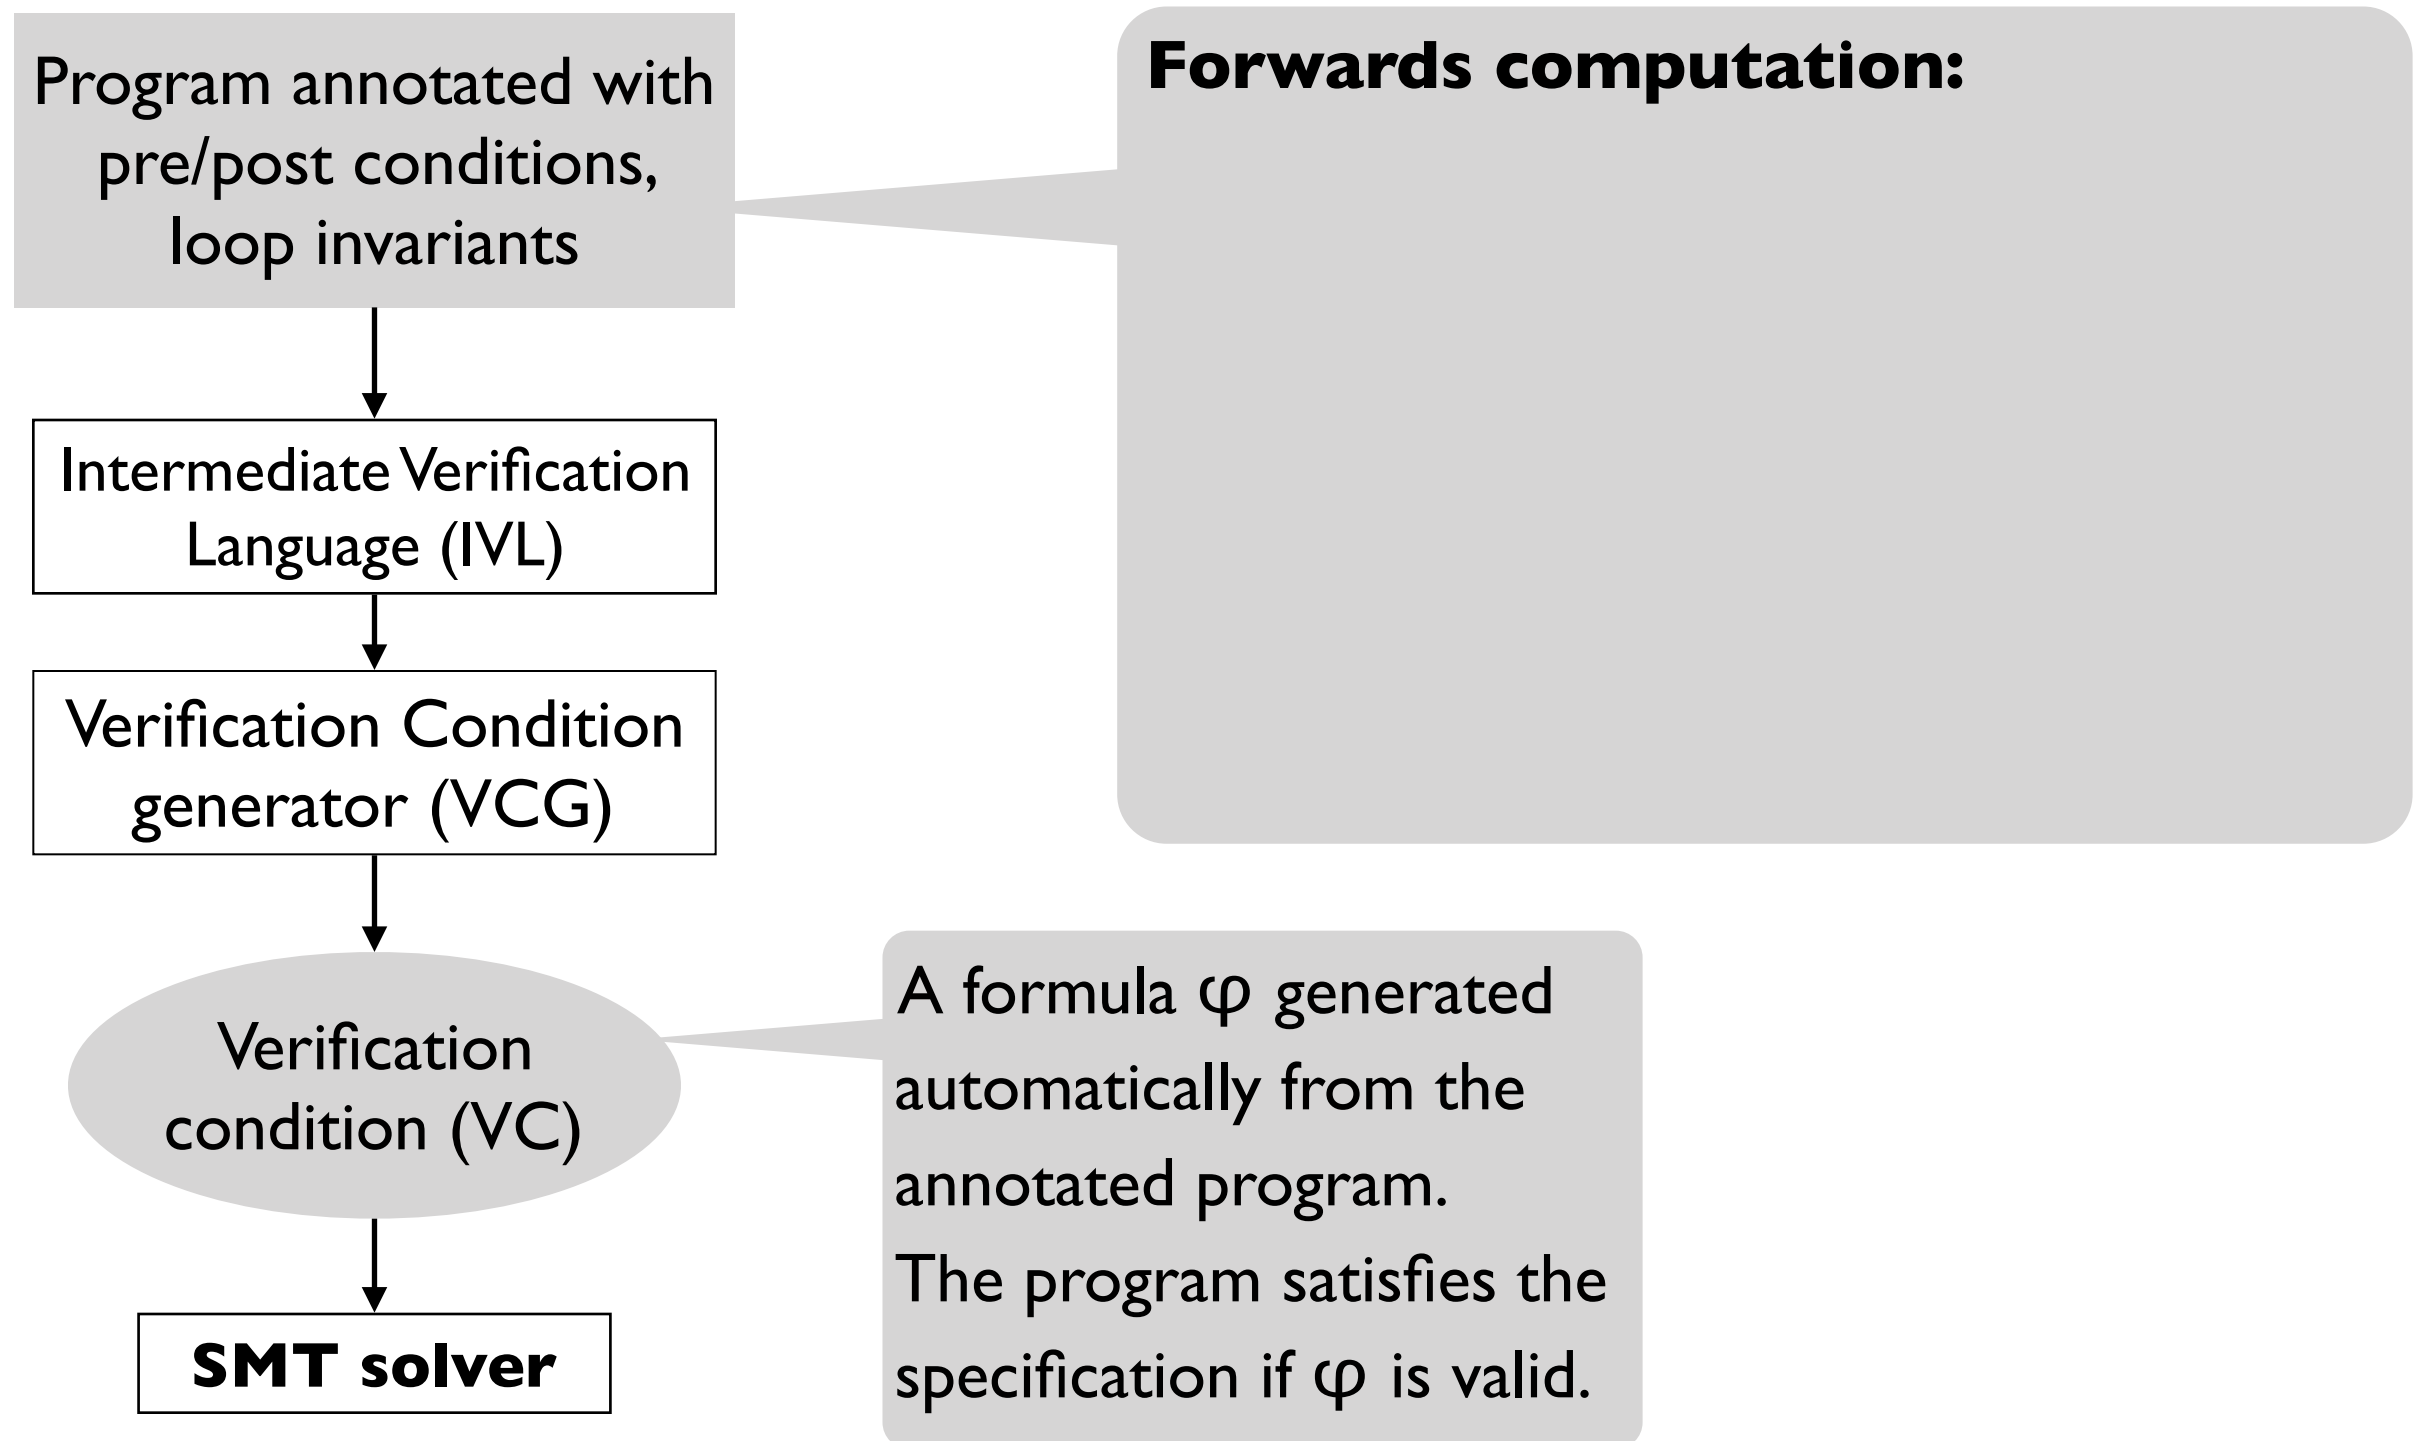 Program annotated with
pre/post conditions,
loop invariants
Forwards computation:
Intermediate Verification
Language (IVL)
Verification Condition
generator (VCG)
Verification
condition (VC)
A formula φ generated
automatically from the
annotated program.
The program satisfies the
specification if φ is valid.
SMT solver